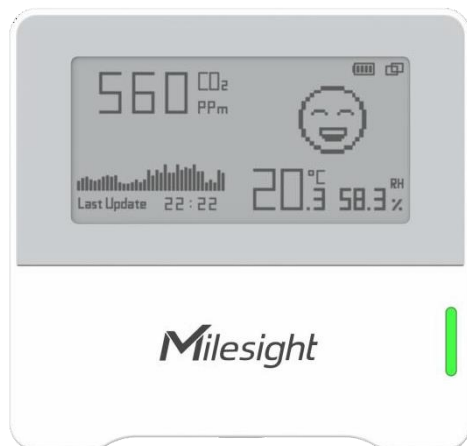 560 CO₂
PPm
Last Update 22:22
20.3 °C
58.3 RH %
Milesight